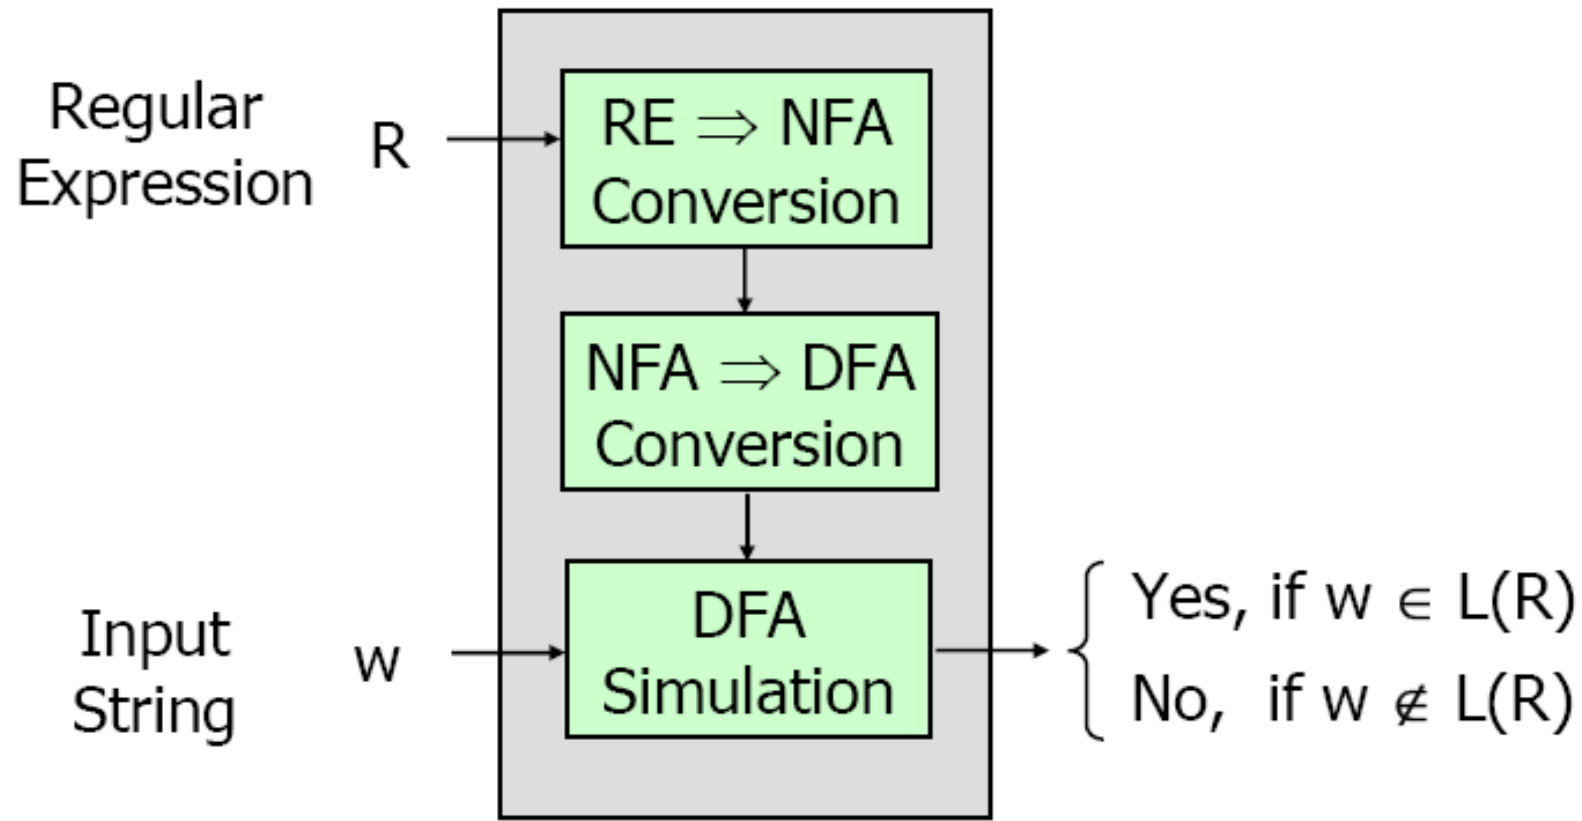 Regular
Expression
R
RE ⇒ NFA
Conversion
NFA ⇒ DFA
Conversion
Input
String
w
DFA
Simulation
Yes, if w ∈ L(R)
No, if w ∉ L(R)